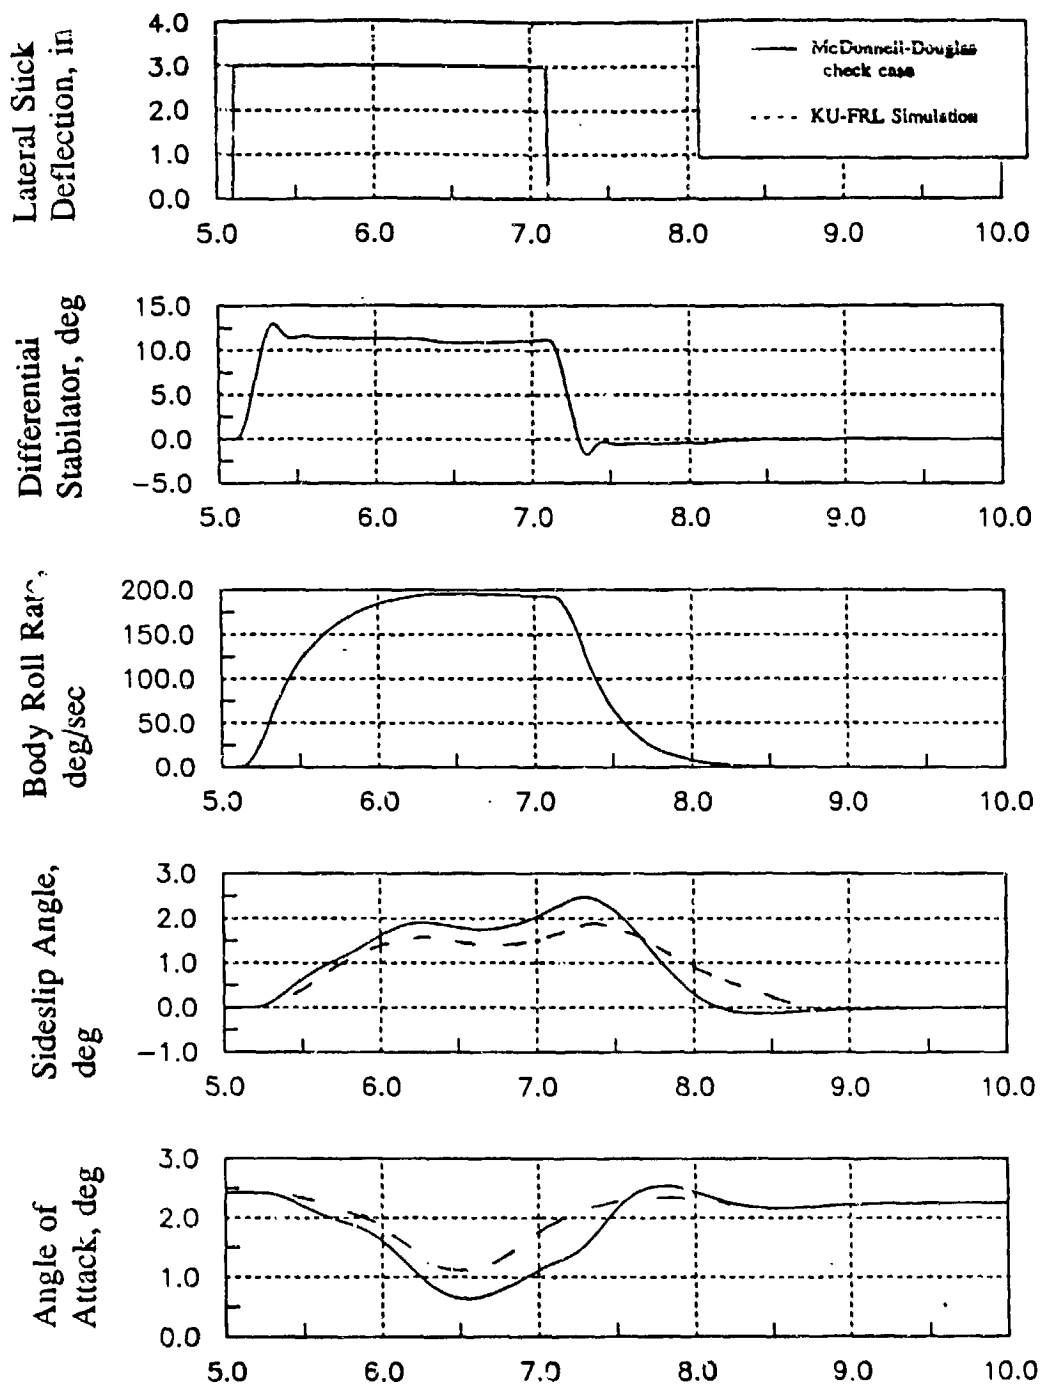 Lateral Stick
Deflection, in
4.0
3.0
2.0
1.0
0.0
McDonnell-Douglas
check case
KU-FRL Simulation
5.0 6.0 7.0 8.0 9.0 10.0
Differential
Stabilator, deg
15.0
10.0
5.0
0.0
−5.0
5.0 6.0 7.0 8.0 9.0 10.0
Body Roll Rate,
deg/sec
200.0
150.0
100.0
50.0
0.0
5.0 6.0 7.0 8.0 9.0 10.0
Sideslip Angle,
deg
3.0
2.0
1.0
0.0
−1.0
5.0 6.0 7.0 8.0 9.0 10.0
Angle of
Attack, deg
3.0
2.0
1.0
0.0
5.0 6.0 7.0 8.0 9.0 10.0